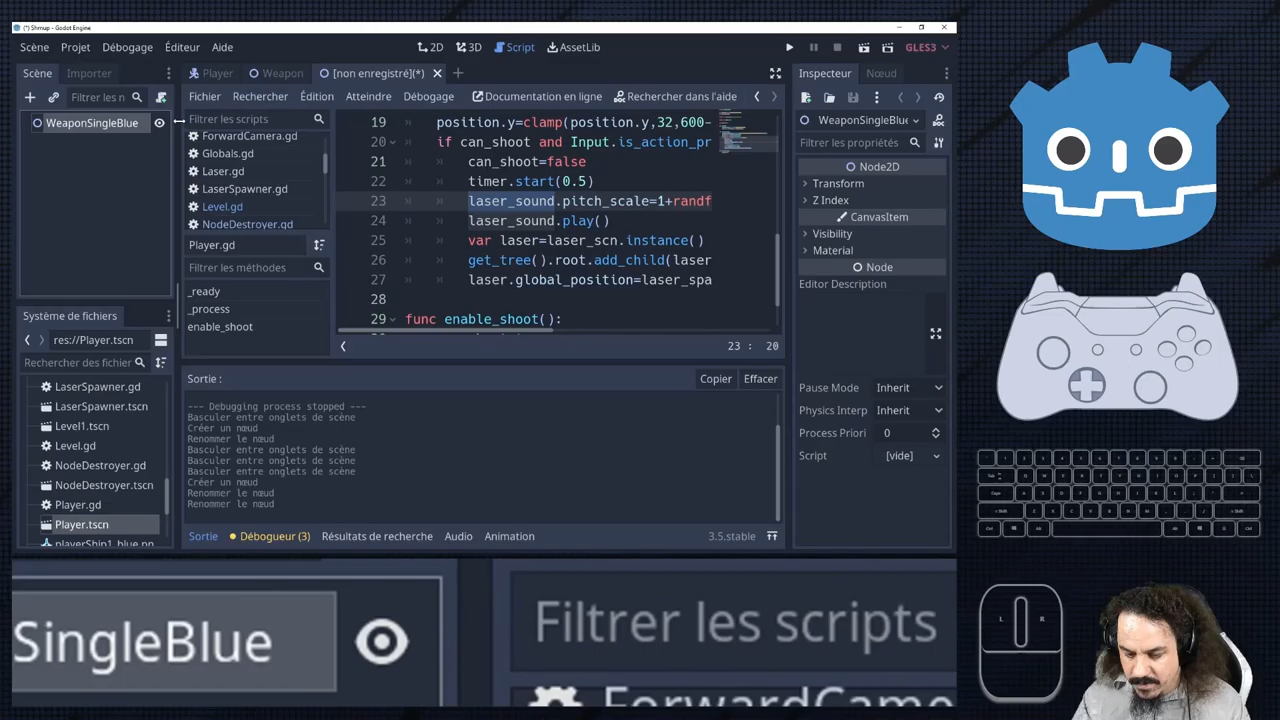 (*) Shmup - Godot Engine
Scène Projet Débogage Éditeur Aide
2D 3D Script AssetLib
GLES3
Scène Importer
Player Weapon [non enregistré](*)
Inspecteur Nœud
Filtrer les n
Fichier Rechercher Édition Atteindre Débogage Documentation en ligne Rechercher dans l'aide
WeaponSingleBlue
Filtrer les scripts
ForwardCamera.gd
Globals.gd
Laser.gd
LaserSpawner.gd
Level.gd
NodeDestroyer.gd
Player.gd
Filtrer les méthodes
_ready
_process
enable_shoot
19 position.y=clamp(position.y,32,600-
20 if can_shoot and Input.is_action_pr
21 can_shoot=false
22 timer.start(0.5)
23 laser_sound.pitch_scale=1+randf
24 laser_sound.play()
25 var laser=laser_scn.instance()
26 get_tree().root.add_child(laser
27 laser.global_position=laser_spa
28
29 func enable_shoot():
23 : 20
WeaponSingleBlue
Filtrer les propriétés
Node2D
Transform
Z Index
CanvasItem
Visibility
Material
Node
Editor Description
Pause Mode Inherit
Physics Interp Inherit
Process Priori 0
Script [vide]
Système de fichiers
res://Player.tscn
Rechercher des fichier
LaserSpawner.gd
LaserSpawner.tscn
Level1.tscn
Level.gd
NodeDestroyer.gd
NodeDestroyer.tscn
Player.gd
Player.tscn
playerShip1_blue.pn
Sortie :
Copier Effacer
--- Debugging process stopped ---
Basculer entre onglets de scène
Créer un nœud
Renommer le nœud
Basculer entre onglets de scène
Basculer entre onglets de scène
Basculer entre onglets de scène
Créer un nœud
Renommer le nœud
Renommer le nœud
Sortie Débogueur (3) Résultats de recherche Audio Animation 3.5.stable
SingleBlue
Filtrer les scripts
ForwardCame
L R